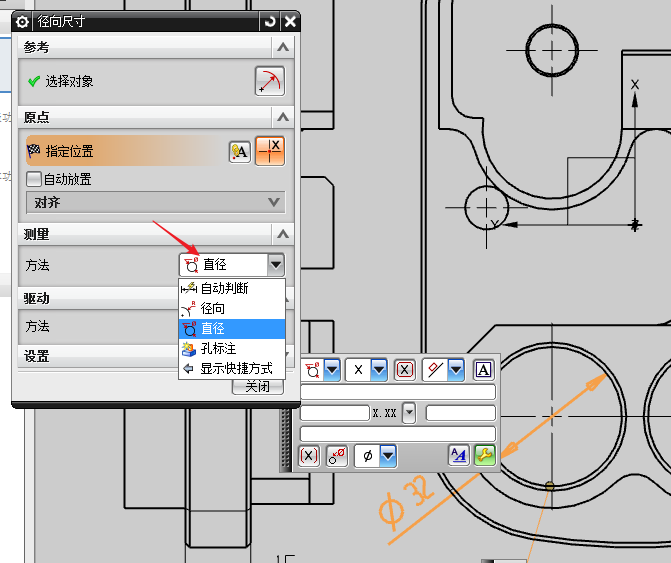 径向尺寸
参考
选择对象
原点
指定位置
自动放置
对齐
测量
方法
直径
自动判断
径向
直径
孔标注
显示快捷方式
驱动
方法
设置
关闭
X
Y
X
X
A
X.XX
(X)
Ø
Φ32